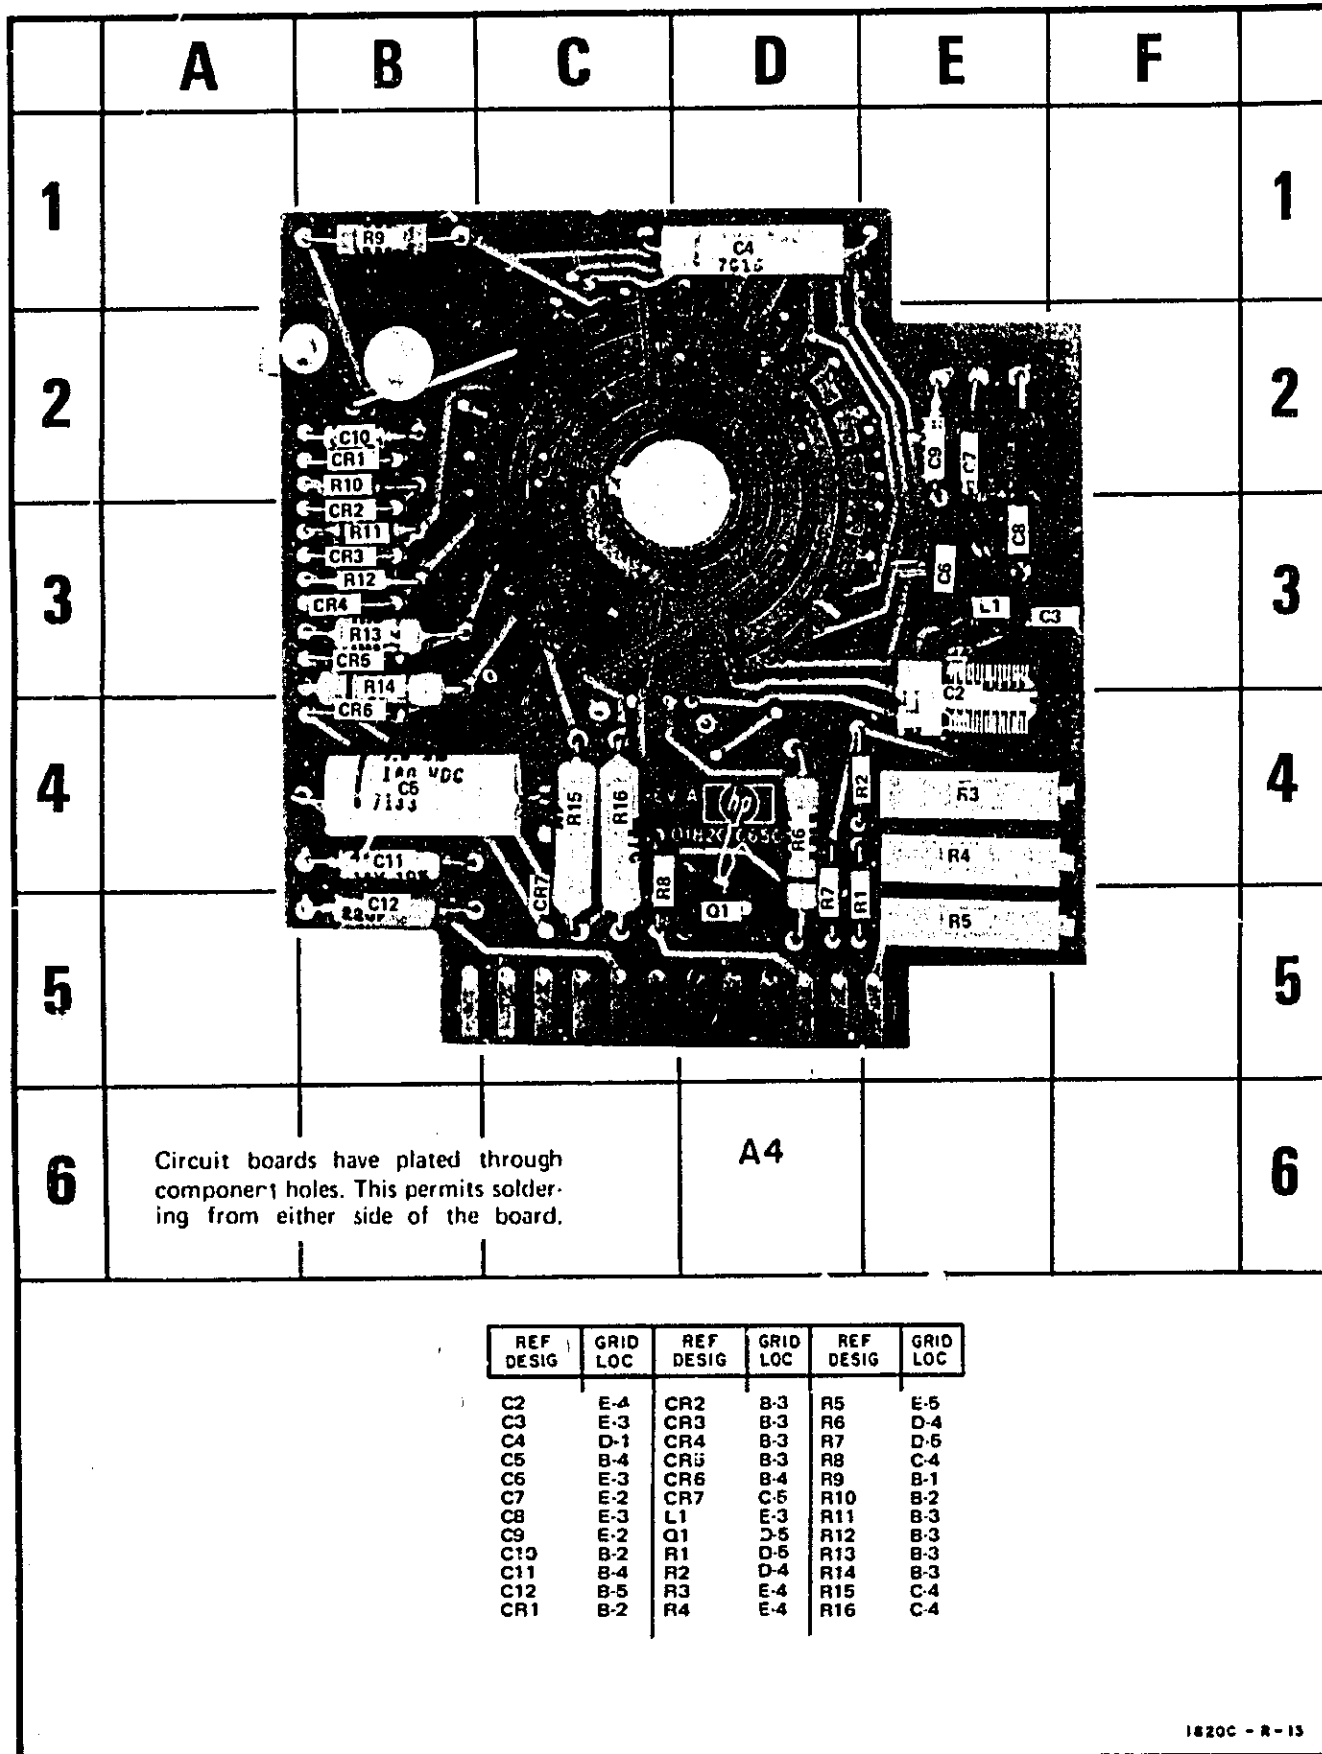 A B C D E F
1 1
R9 C4
7C15
2 2
C10
CR1
R10
CR2
R11
CR3
R12
CR4
R13
CR5
R14
CR6
C9 C7
C8
C6
L1
C3
C2
3 3
4 4
VDC
C5
7133
R15 R16 R6 R2 R3
hp
C11 R4
C12 CR7 R8 Q1 R7 R1 R5
5 5
6 6
A4
Circuit boards have plated through
component holes. This permits solder-
ing from either side of the board.
REF DESIG GRID LOC REF DESIG GRID LOC REF DESIG GRID LOC
C2 E-4 CR2 B-3 R5 E-5
C3 E-3 CR3 B-3 R6 D-4
C4 D-1 CR4 B-3 R7 D-5
C5 B-4 CR5 B-3 R8 C-4
C6 E-3 CR6 B-4 R9 B-1
C7 E-2 CR7 C-5 R10 B-2
C8 E-3 L1 E-3 R11 B-3
C9 E-2 Q1 D-5 R12 B-3
C10 B-2 R1 D-5 R13 B-3
C11 B-4 R2 D-4 R14 B-3
C12 B-5 R3 E-4 R15 C-4
CR1 B-2 R4 E-4 R16 C-4
1820C - R - 13